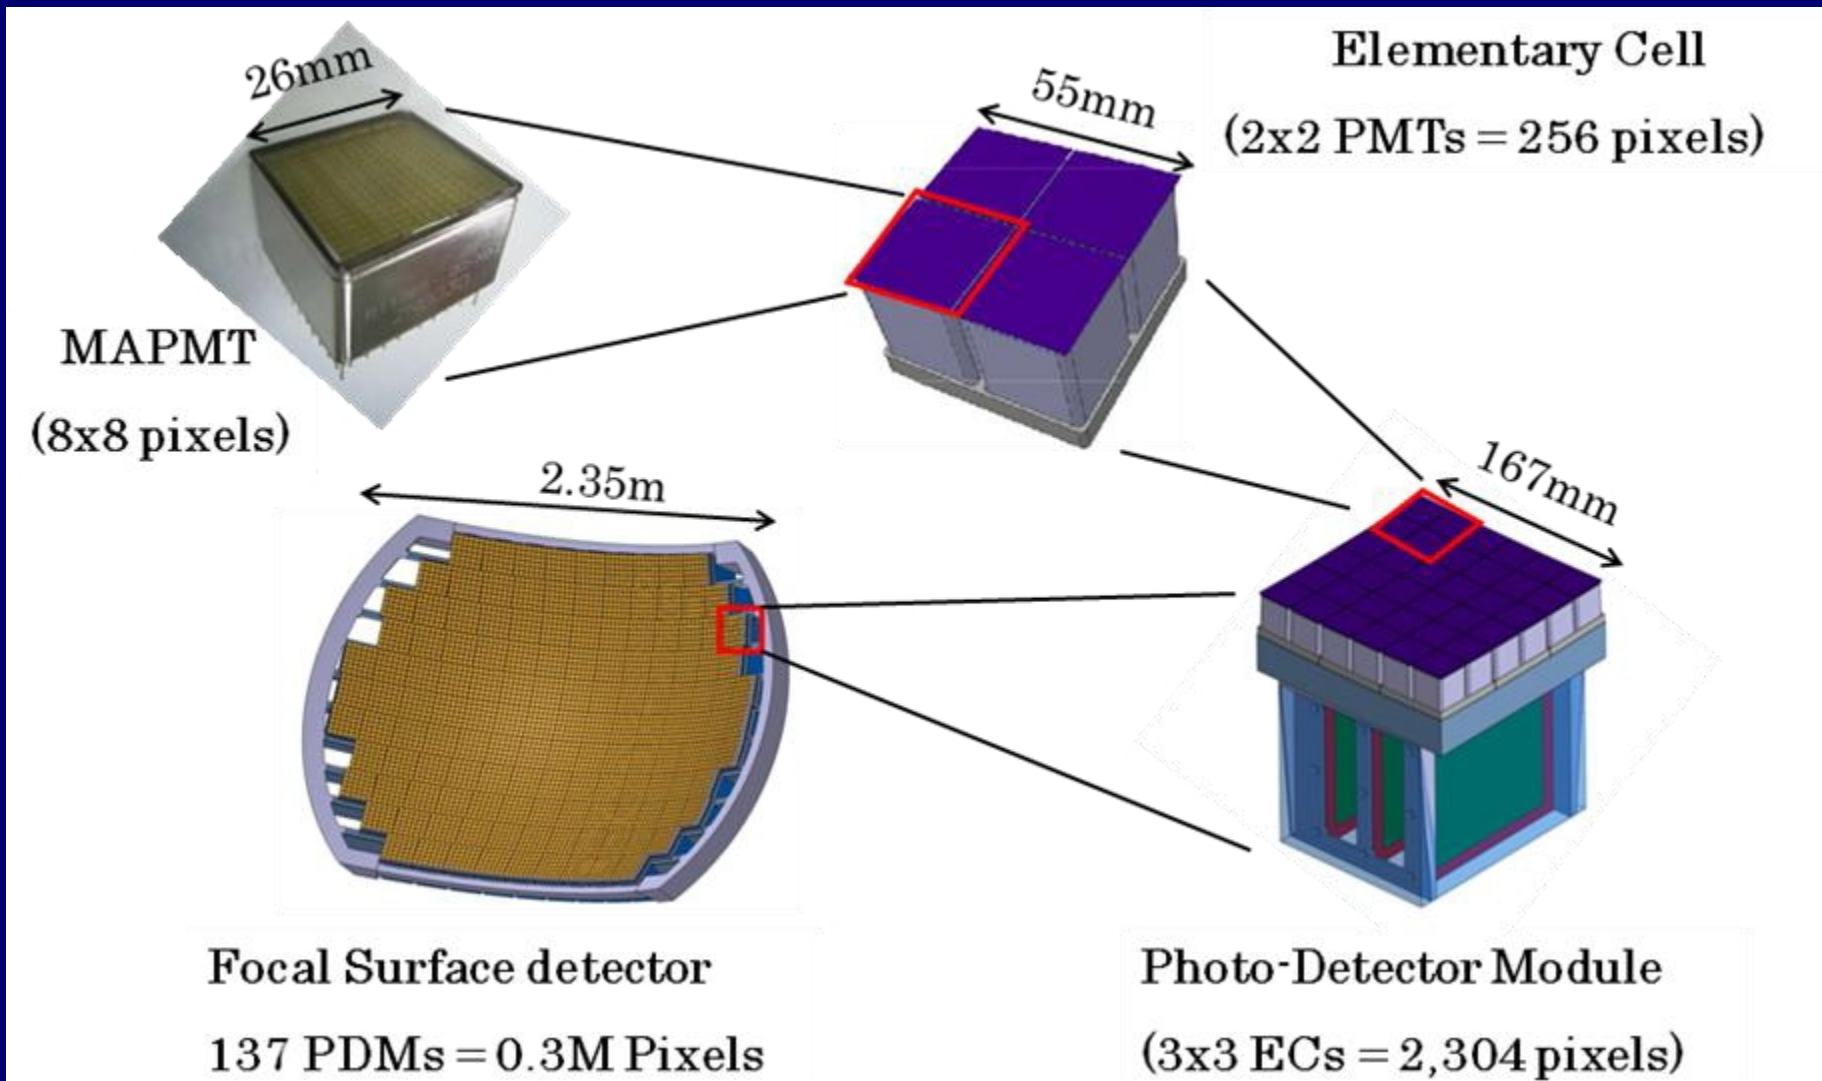 26mm
MAPMT
(8x8 pixels)
55mm
Elementary Cell
(2x2 PMTs = 256 pixels)
2.35m
167mm
Focal Surface detector
137 PDMs = 0.3M Pixels
Photo-Detector Module
(3x3 ECs = 2,304 pixels)